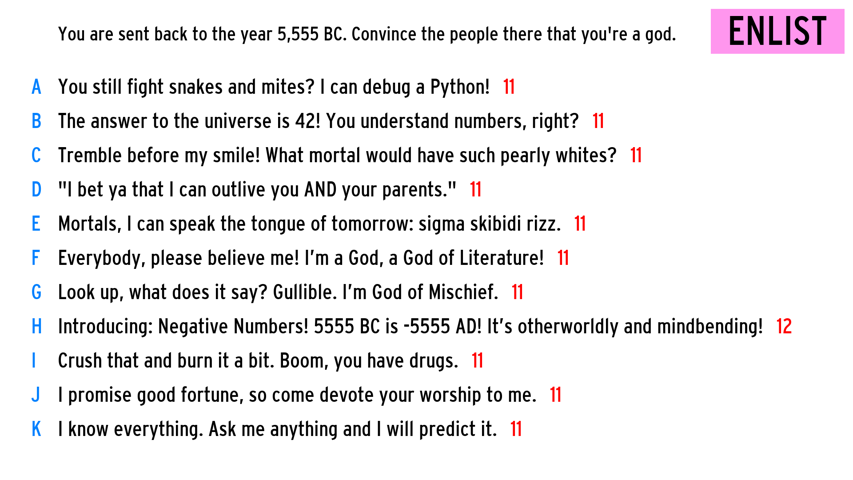 You are sent back to the year 5,555 BC. Convince the people there that you're a god.
ENLIST
A You still fight snakes and mites? I can debug a Python! 11
B The answer to the universe is 42! You understand numbers, right? 11
C Tremble before my smile! What mortal would have such pearly whites? 11
D "I bet ya that I can outlive you AND your parents." 11
E Mortals, I can speak the tongue of tomorrow: sigma skibidi rizz. 11
F Everybody, please believe me! I’m a God, a God of Literature! 11
G Look up, what does it say? Gullible. I’m God of Mischief. 11
H Introducing: Negative Numbers! 5555 BC is -5555 AD! It’s otherworldly and mindbending! 12
I Crush that and burn it a bit. Boom, you have drugs. 11
J I promise good fortune, so come devote your worship to me. 11
K I know everything. Ask me anything and I will predict it. 11